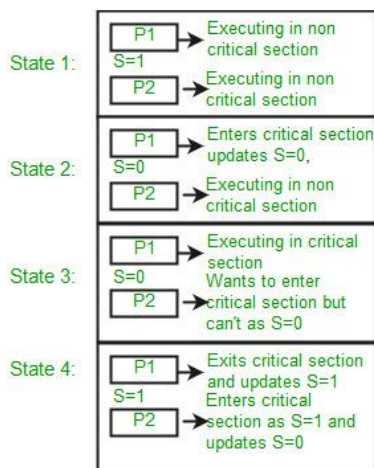 State 1:
P1
Executing in non
critical section
S=1
P2
Executing in non
critical section
State 2:
P1
Enters critical section
updates S=0,
S=0
P2
Executing in non
critical section
State 3:
P1
Executing in critical
section
S=0
P2
Wants to enter
critical section but
can't as S=0
State 4:
P1
Exits critical section
and updates S=1
S=1
P2
Enters critical
section as S=1 and
updates S=0